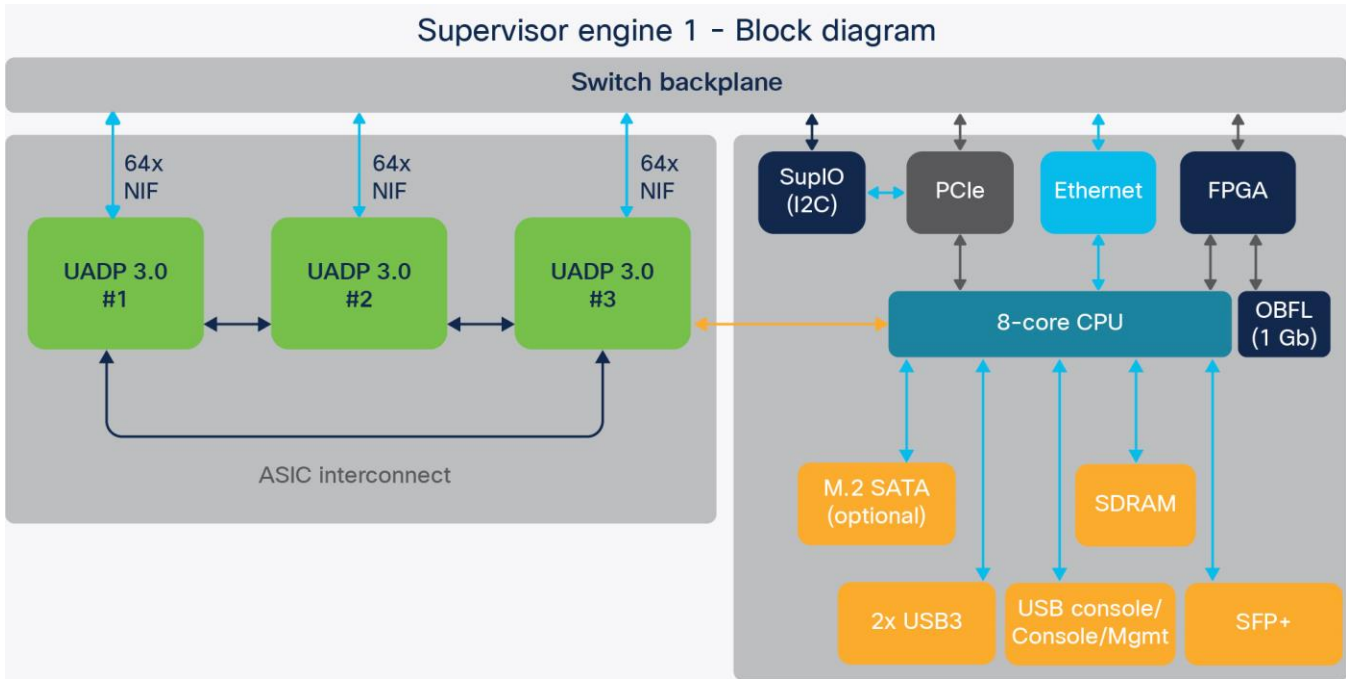 Supervisor engine 1 - Block diagram
Switch backplane
64x
NIF
64x
NIF
64x
NIF
UADP 3.0
#1
UADP 3.0
#2
UADP 3.0
#3
ASIC interconnect
SupIO
(I2C)
PCIe
Ethernet
FPGA
8-core CPU
OBFL
(1 Gb)
M.2 SATA
(optional)
SDRAM
2x USB3
USB console/
Console/Mgmt
SFP+